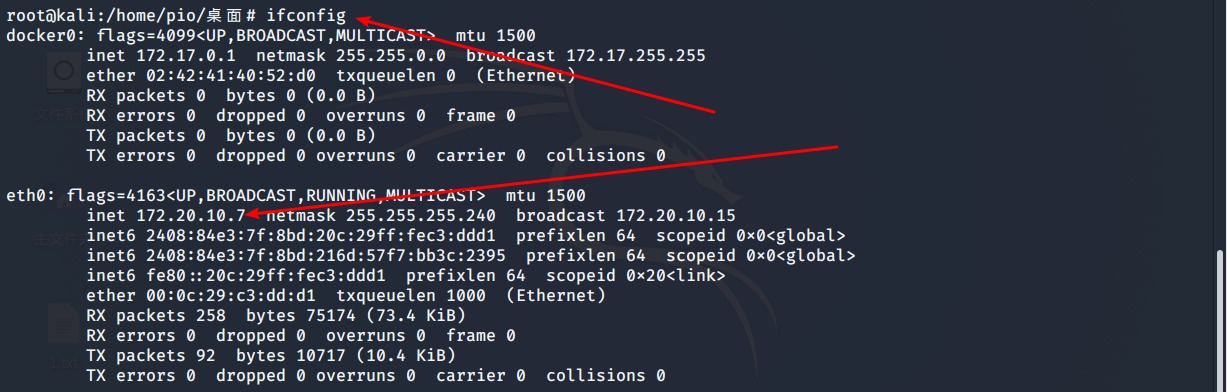 root@kali:/home/pio/桌面# ifconfig
docker0: flags=4099<UP,BROADCAST,MULTICAST>  mtu 1500
        inet 172.17.0.1  netmask 255.255.0.0  broadcast 172.17.255.255
        ether 02:42:41:40:52:d0  txqueuelen 0  (Ethernet)
        RX packets 0  bytes 0 (0.0 B)
        RX errors 0  dropped 0  overruns 0  frame 0
        TX packets 0  bytes 0 (0.0 B)
        TX errors 0  dropped 0 overruns 0  carrier 0  collisions 0
eth0: flags=4163<UP,BROADCAST,RUNNING,MULTICAST>  mtu 1500
        inet 172.20.10.7  netmask 255.255.255.240  broadcast 172.20.10.15
        inet6 2408:84e3:7f:8bd:20c:29ff:fec3:ddd1  prefixlen 64  scopeid 0×0<global>
        inet6 2408:84e3:7f:8bd:216d:57f7:bb3c:2395  prefixlen 64  scopeid 0×0<global>
        inet6 fe80::20c:29ff:fec3:ddd1  prefixlen 64  scopeid 0×20<link>
        ether 00:0c:29:c3:dd:d1  txqueuelen 1000  (Ethernet)
        RX packets 258  bytes 75174 (73.4 KiB)
        RX errors 0  dropped 0  overruns 0  frame 0
        TX packets 92  bytes 10717 (10.4 KiB)
        TX errors 0  dropped 0 overruns 0  carrier 0  collisions 0